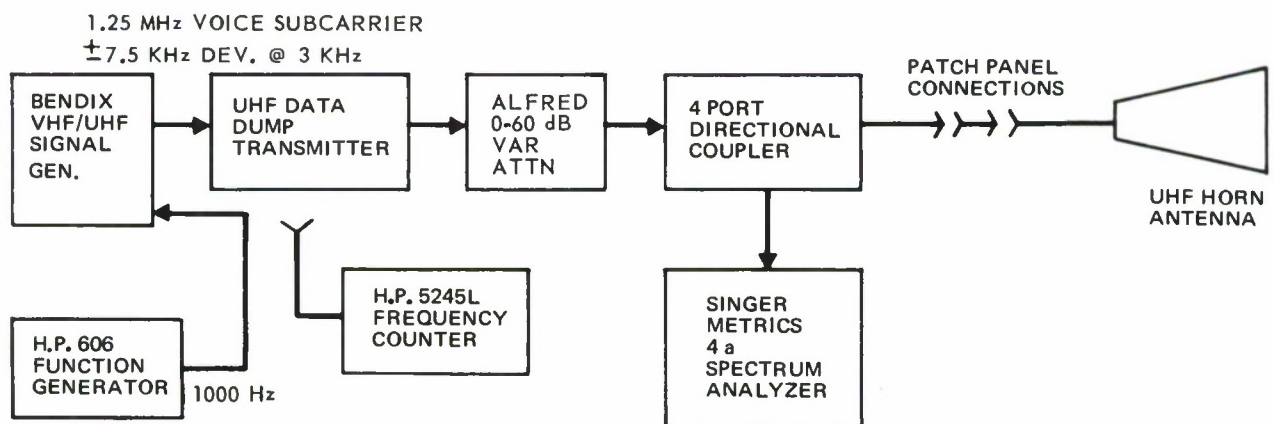 1.25 MHz VOICE SUBCARRIER
±7.5 KHz DEV. @ 3 KHz
BENDIX
VHF/UHF
SIGNAL
GEN.
UHF DATA
DUMP
TRANSMITTER
ALFRED
0-60 dB
VAR
ATTN
4 PORT
DIRECTIONAL
COUPLER
PATCH PANEL
CONNECTIONS
UHF HORN
ANTENNA
H.P. 5245L
FREQUENCY
COUNTER
SINGER
METRICS
4 a
SPECTRUM
ANALYZER
H.P. 606
FUNCTION
GENERATOR
1000 Hz